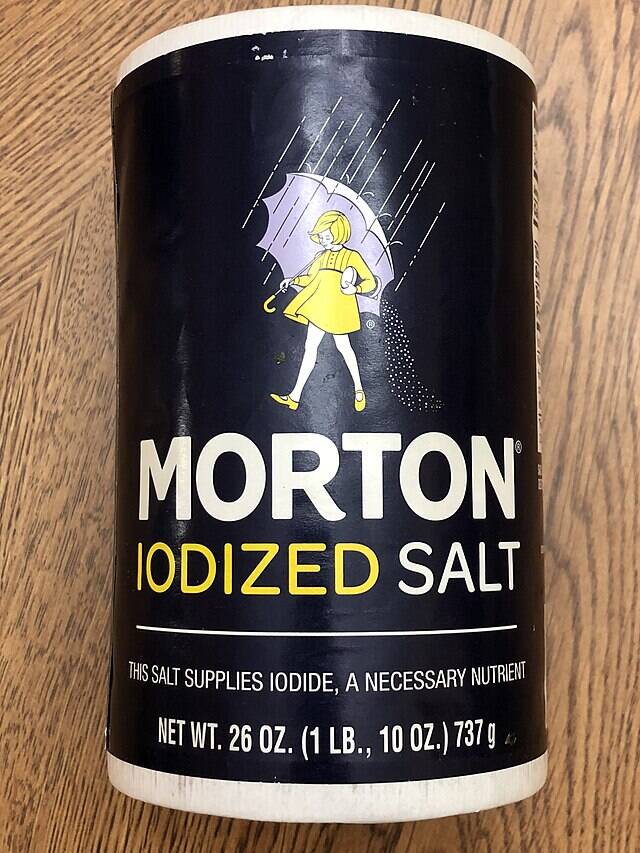 ®
MORTON®
IODIZED SALT
THIS SALT SUPPLIES IODIDE, A NECESSARY NUTRIENT
NET WT. 26 OZ. (1 LB., 10 OZ.) 737 g